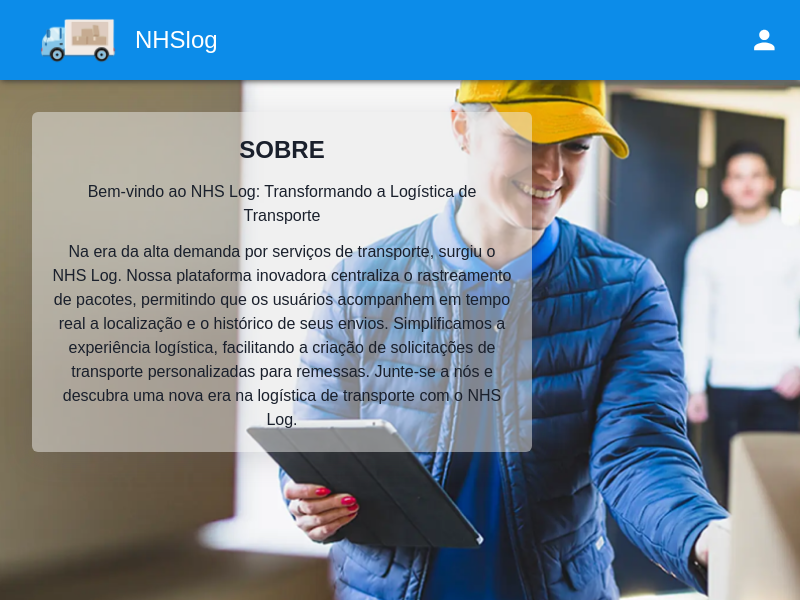 NHSlog
SOBRE
Bem-vindo ao NHS Log: Transformando a Logística de
Transporte
Na era da alta demanda por serviços de transporte, surgiu o
NHS Log. Nossa plataforma inovadora centraliza o rastreamento
de pacotes, permitindo que os usuários acompanhem em tempo
real a localização e o histórico de seus envios. Simplificamos a
experiência logística, facilitando a criação de solicitações de
transporte personalizadas para remessas. Junte-se a nós e
descubra uma nova era na logística de transporte com o NHS
Log.